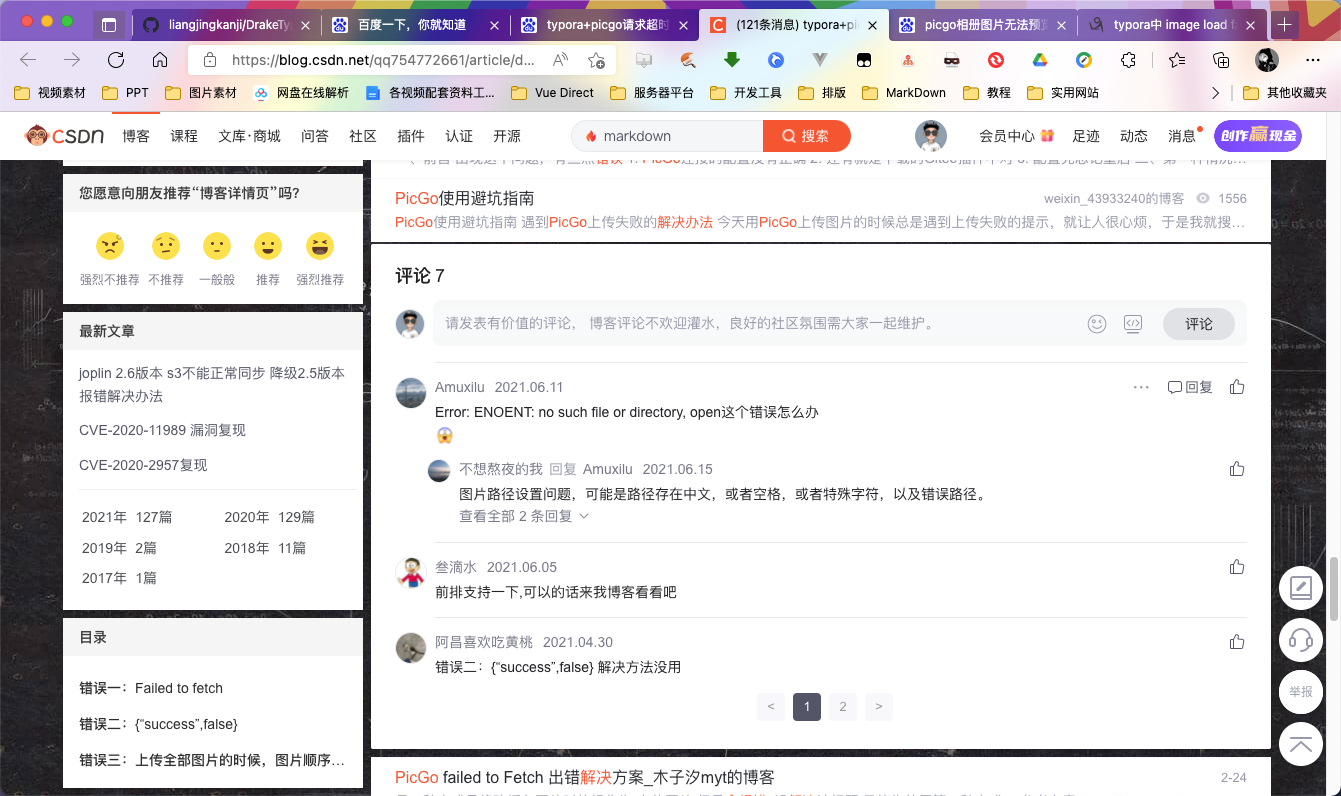 liangjingkanji/DrakeTy
百度一下，你就知道
typora+picgo请求超时
(121条消息) typora+pi
picgo相册图片无法预览
typora中 image load fa
https://blog.csdn.net/qq754772661/article/d...
视频素材
PPT
图片素材
网盘在线解析
各视频配套资料工...
Vue Direct
服务器平台
开发工具
排版
MarkDown
教程
实用网站
其他收藏夹
CSDN
博客
课程
文库·商城
问答
社区
插件
认证
开源
markdown
搜索
会员中心
足迹
动态
消息
创作赢现金
您愿意向朋友推荐“博客详情页”吗？
强烈不推荐
不推荐
一般般
推荐
强烈推荐
最新文章
joplin 2.6版本 s3不能正常同步 降级2.5版本
报错解决办法
CVE-2020-11989 漏洞复现
CVE-2020-2957复现
2021年 127篇
2020年 129篇
2019年 2篇
2018年 11篇
2017年 1篇
目录
错误一：Failed to fetch
错误二：{“success”,false}
错误三：上传全部图片的时候，图片顺序...
PicGo使用避坑指南
weixin_43933240的博客
1556
PicGo使用避坑指南 遇到PicGo上传失败的解决办法 今天用PicGo上传图片的时候总是遇到上传失败的提示，就让人很心烦，于是我就搜...
评论 7
请发表有价值的评论， 博客评论不欢迎灌水，良好的社区氛围需大家一起维护。
评论
Amuxilu 2021.06.11
回复
Error: ENOENT: no such file or directory, open这个错误怎么办
不想熬夜的我 回复 Amuxilu 2021.06.15
图片路径设置问题，可能是路径存在中文，或者空格，或者特殊字符，以及错误路径。
查看全部 2 条回复
叁滴水 2021.06.05
前排支持一下,可以的话来我博客看看吧
阿昌喜欢吃黄桃 2021.04.30
错误二：{“success”,false} 解决方法没用
< 1 2 >
举报
PicGo failed to Fetch 出错解决方案_木子汐myt的博客
2-24